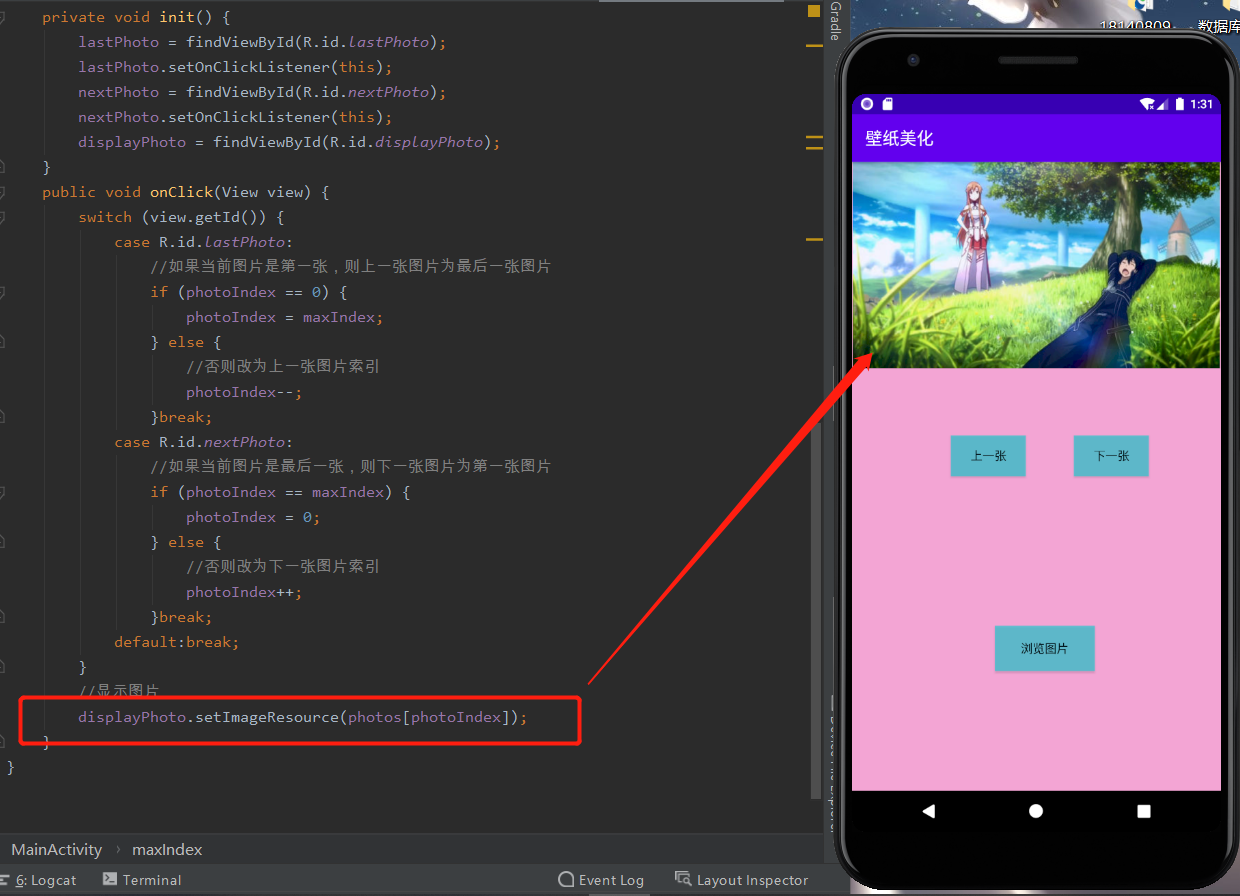 private void init() {
lastPhoto = findViewById(R.id.lastPhoto);
lastPhoto.setOnClickListener(this);
nextPhoto = findViewById(R.id.nextPhoto);
nextPhoto.setOnClickListener(this);
displayPhoto = findViewById(R.id.displayPhoto);
}
public void onClick(View view) {
switch (view.getId()) {
case R.id.lastPhoto:
//如果当前图片是第一张，则上一张图片为最后一张图片
if (photoIndex == 0) {
photoIndex = maxIndex;
} else {
//否则改为上一张图片索引
photoIndex--;
}break;
case R.id.nextPhoto:
//如果当前图片是最后一张，则下一张图片为第一张图片
if (photoIndex == maxIndex) {
photoIndex = 0;
} else {
//否则改为下一张图片索引
photoIndex++;
}break;
default:break;
}
//显示图片
displayPhoto.setImageResource(photos[photoIndex]);
}
}
MainActivity › maxIndex
6: Logcat Terminal Event Log Layout Inspector
Gradle
18140809 数据库
1:31
壁纸美化
上一张 下一张
浏览图片